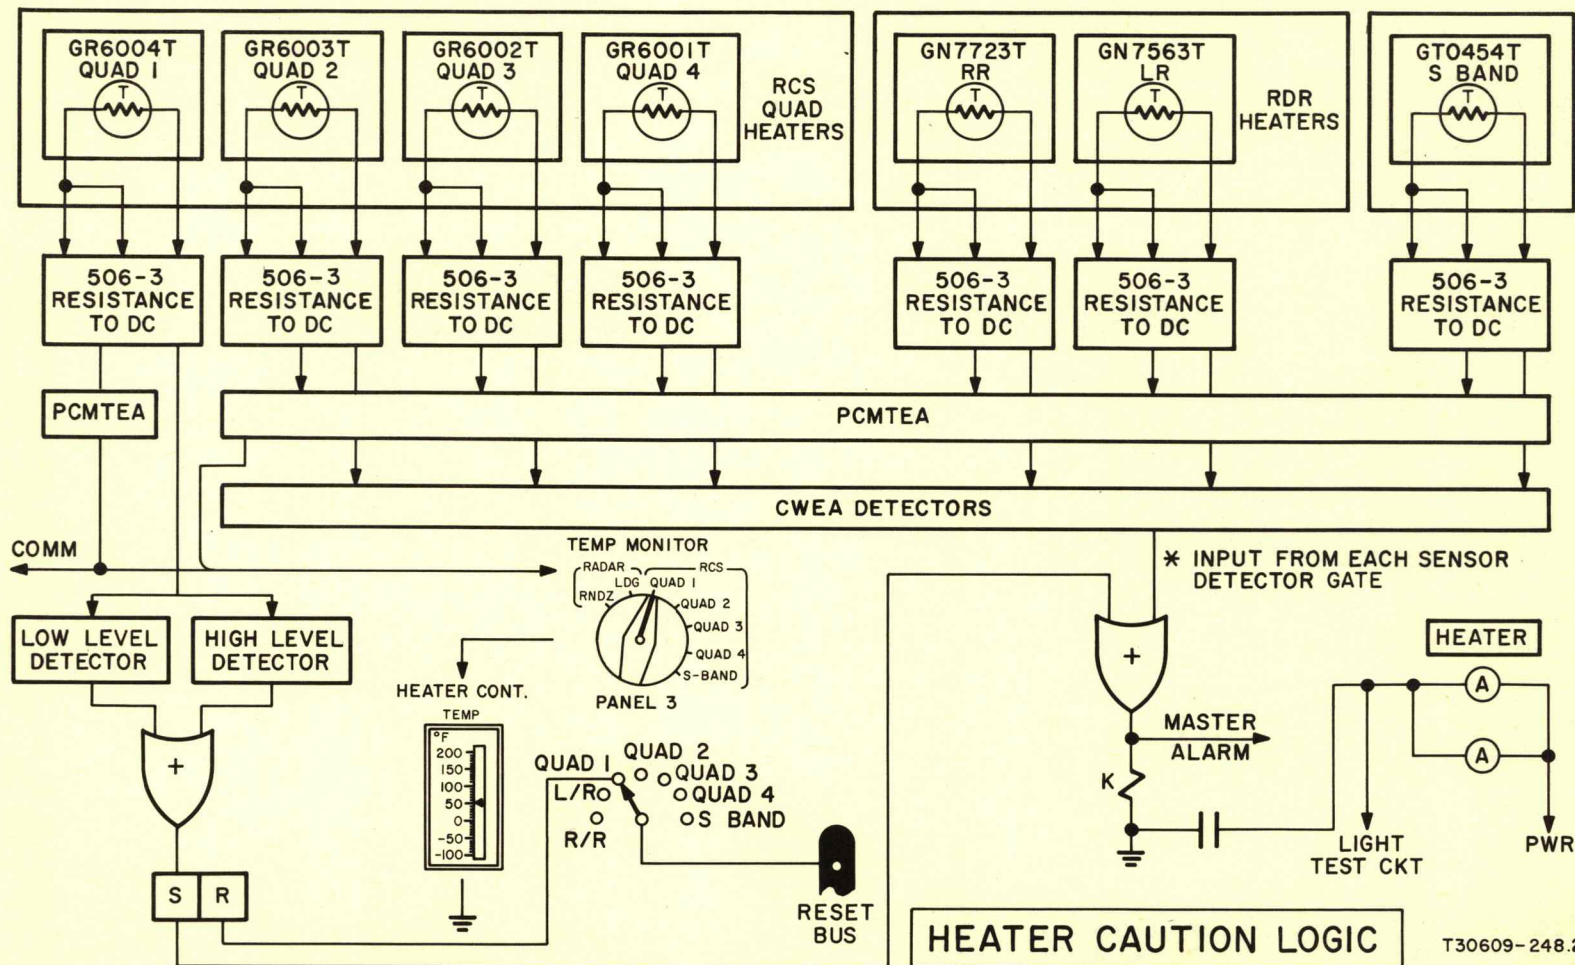 GR6004T
QUAD 1
T
GR6003T
QUAD 2
T
GR6002T
QUAD 3
T
GR6001T
QUAD 4
T
RCS
QUAD
HEATERS
GN7723T
RR
T
GN7563T
LR
T
RDR
HEATERS
GT0454T
S BAND
T
506-3
RESISTANCE
TO DC
506-3
RESISTANCE
TO DC
506-3
RESISTANCE
TO DC
506-3
RESISTANCE
TO DC
506-3
RESISTANCE
TO DC
506-3
RESISTANCE
TO DC
506-3
RESISTANCE
TO DC
PCMTEA
PCMTEA
CWEA DETECTORS
COMM
TEMP MONITOR
RADAR
RCS
LDG
QUAD 1
RNDZ
QUAD 2
QUAD 3
QUAD 4
S-BAND
PANEL 3
* INPUT FROM EACH SENSOR
DETECTOR GATE
LOW LEVEL
DETECTOR
HIGH LEVEL
DETECTOR
+
+
HEATER
A
A
HEATER CONT.
TEMP
°F
200
150
100
50
0
-50
-100
QUAD 1
QUAD 2
QUAD 3
L/R
QUAD 4
R/R
S BAND
MASTER
ALARM
K
LIGHT
TEST CKT
PWR
S
R
RESET
BUS
HEATER CAUTION LOGIC
T30609-248.2